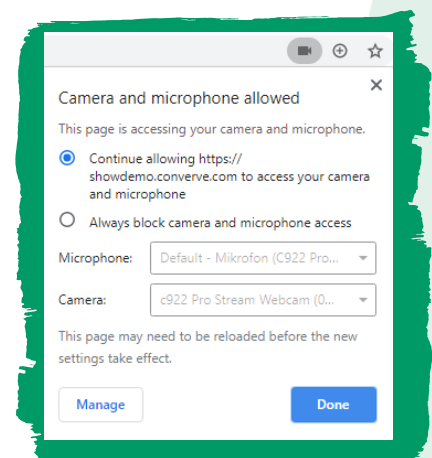 Camera and microphone allowed
This page is accessing your camera and microphone.
Continue allowing https://
showdemo.converve.com to access your camera
and microphone
Always block camera and microphone access
Microphone: Default - Mikrofon (C922 Pro...
Camera: c922 Pro Stream Webcam (0...
This page may need to be reloaded before the new
settings take effect.
Manage Done